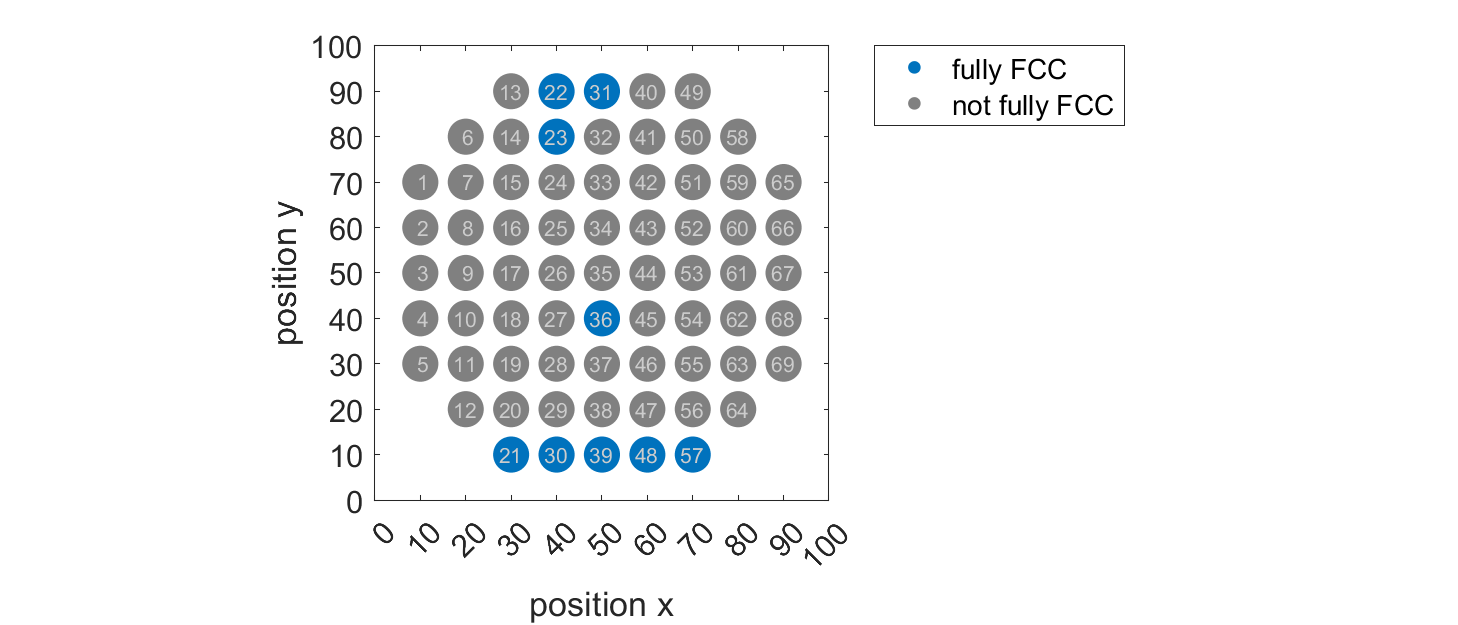 100
fully FCC
not fully FCC
90
13 22 31 40 49
80
6 14 23 32 41 50 58
70
1 7 15 24 33 42 51 59 65
60
2 8 16 25 34 43 52 60 66
50
3 9 17 26 35 44 53 61 67
40
4 10 18 27 36 45 54 62 68
30
5 11 19 28 37 46 55 63 69
20
12 20 29 38 47 56 64
10
21 30 39 48 57
0
position y
0 10 20 30 40 50 60 70 80 90 100
position x